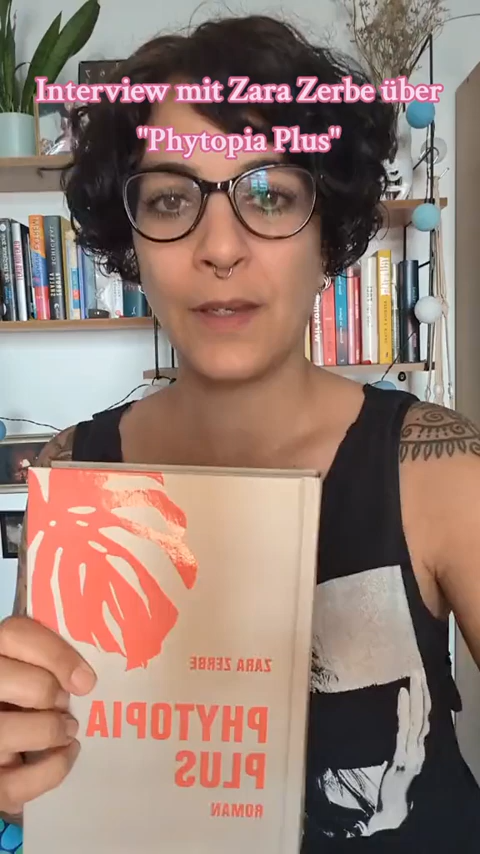 Interview mit Zara Zerbe über
"Phytopia Plus"
ZARA ZERBE
PHYTOPIA
PLUS
ROMAN